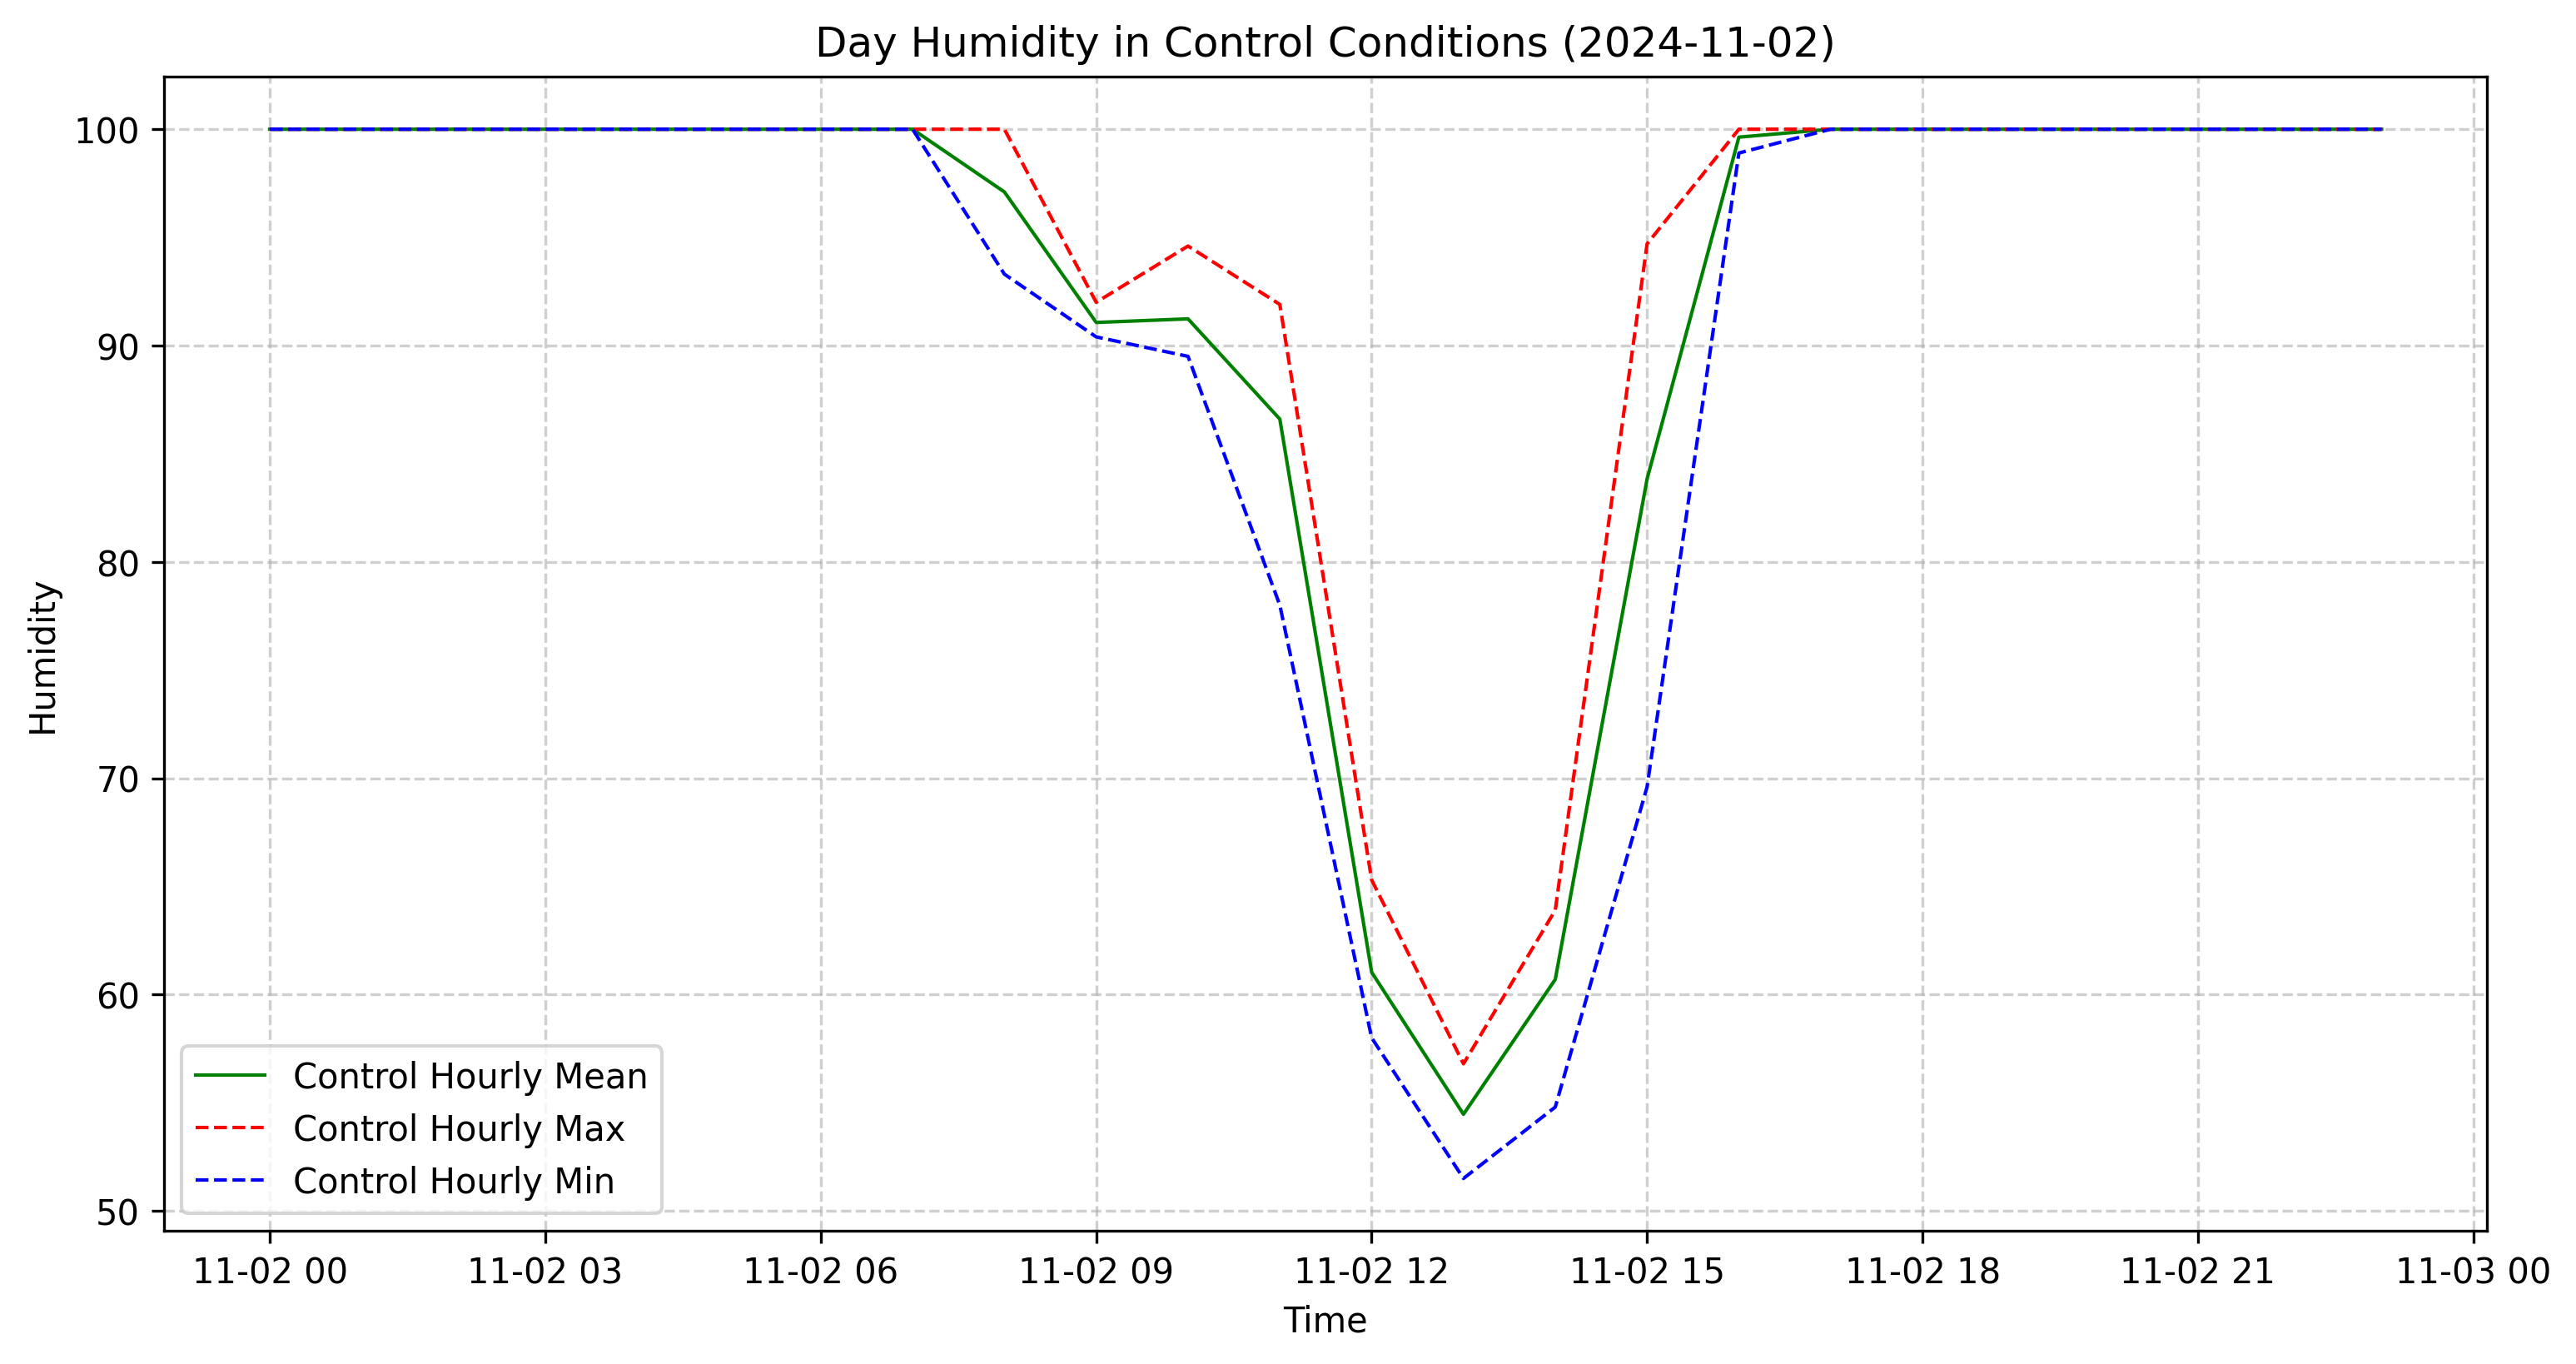 Day Humidity in Control Conditions (2024-11-02)
100
90
80
70
60
50
Humidity
Control Hourly Mean
Control Hourly Max
Control Hourly Min
11-02 00
11-02 03
11-02 06
11-02 09
11-02 12
11-02 15
11-02 18
11-02 21
11-03 00
Time